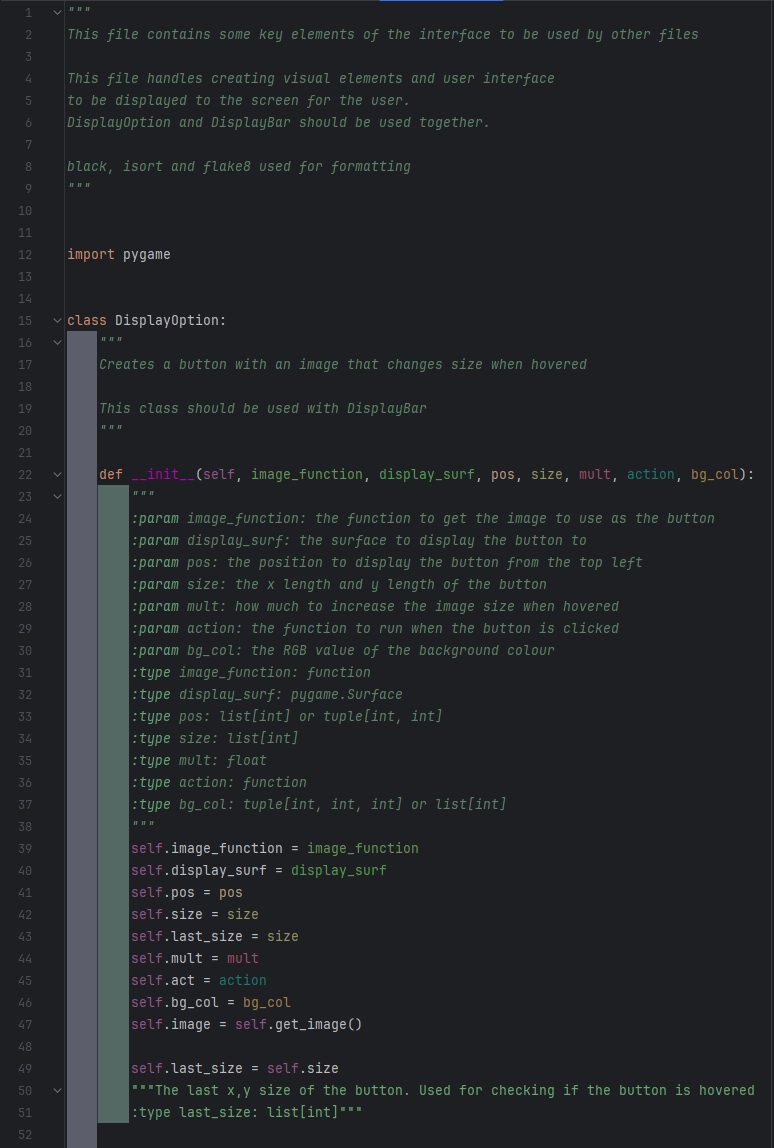 1 """
2 This file contains some key elements of the interface to be used by other files
3
4 This file handles creating visual elements and user interface
5 to be displayed to the screen for the user.
6 DisplayOption and DisplayBar should be used together.
7
8 black, isort and flake8 used for formatting
9 """
10
11
12 import pygame
13
14
15 class DisplayOption:
16     """
17     Creates a button with an image that changes size when hovered
18
19     This class should be used with DisplayBar
20     """
21
22     def __init__(self, image_function, display_surf, pos, size, mult, action, bg_col):
23         """
24         :param image_function: the function to get the image to use as the button
25         :param display_surf: the surface to display the button to
26         :param pos: the position to display the button from the top left
27         :param size: the x length and y length of the button
28         :param mult: how much to increase the image size when hovered
29         :param action: the function to run when the button is clicked
30         :param bg_col: the RGB value of the background colour
31         :type image_function: function
32         :type display_surf: pygame.Surface
33         :type pos: list[int] or tuple[int, int]
34         :type size: list[int]
35         :type mult: float
36         :type action: function
37         :type bg_col: tuple[int, int, int] or list[int]
38         """
39         self.image_function = image_function
40         self.display_surf = display_surf
41         self.pos = pos
42         self.size = size
43         self.last_size = size
44         self.mult = mult
45         self.act = action
46         self.bg_col = bg_col
47         self.image = self.get_image()
48
49         self.last_size = self.size
50         """The last x,y size of the button. Used for checking if the button is hovered
51         :type last_size: list[int]"""
52